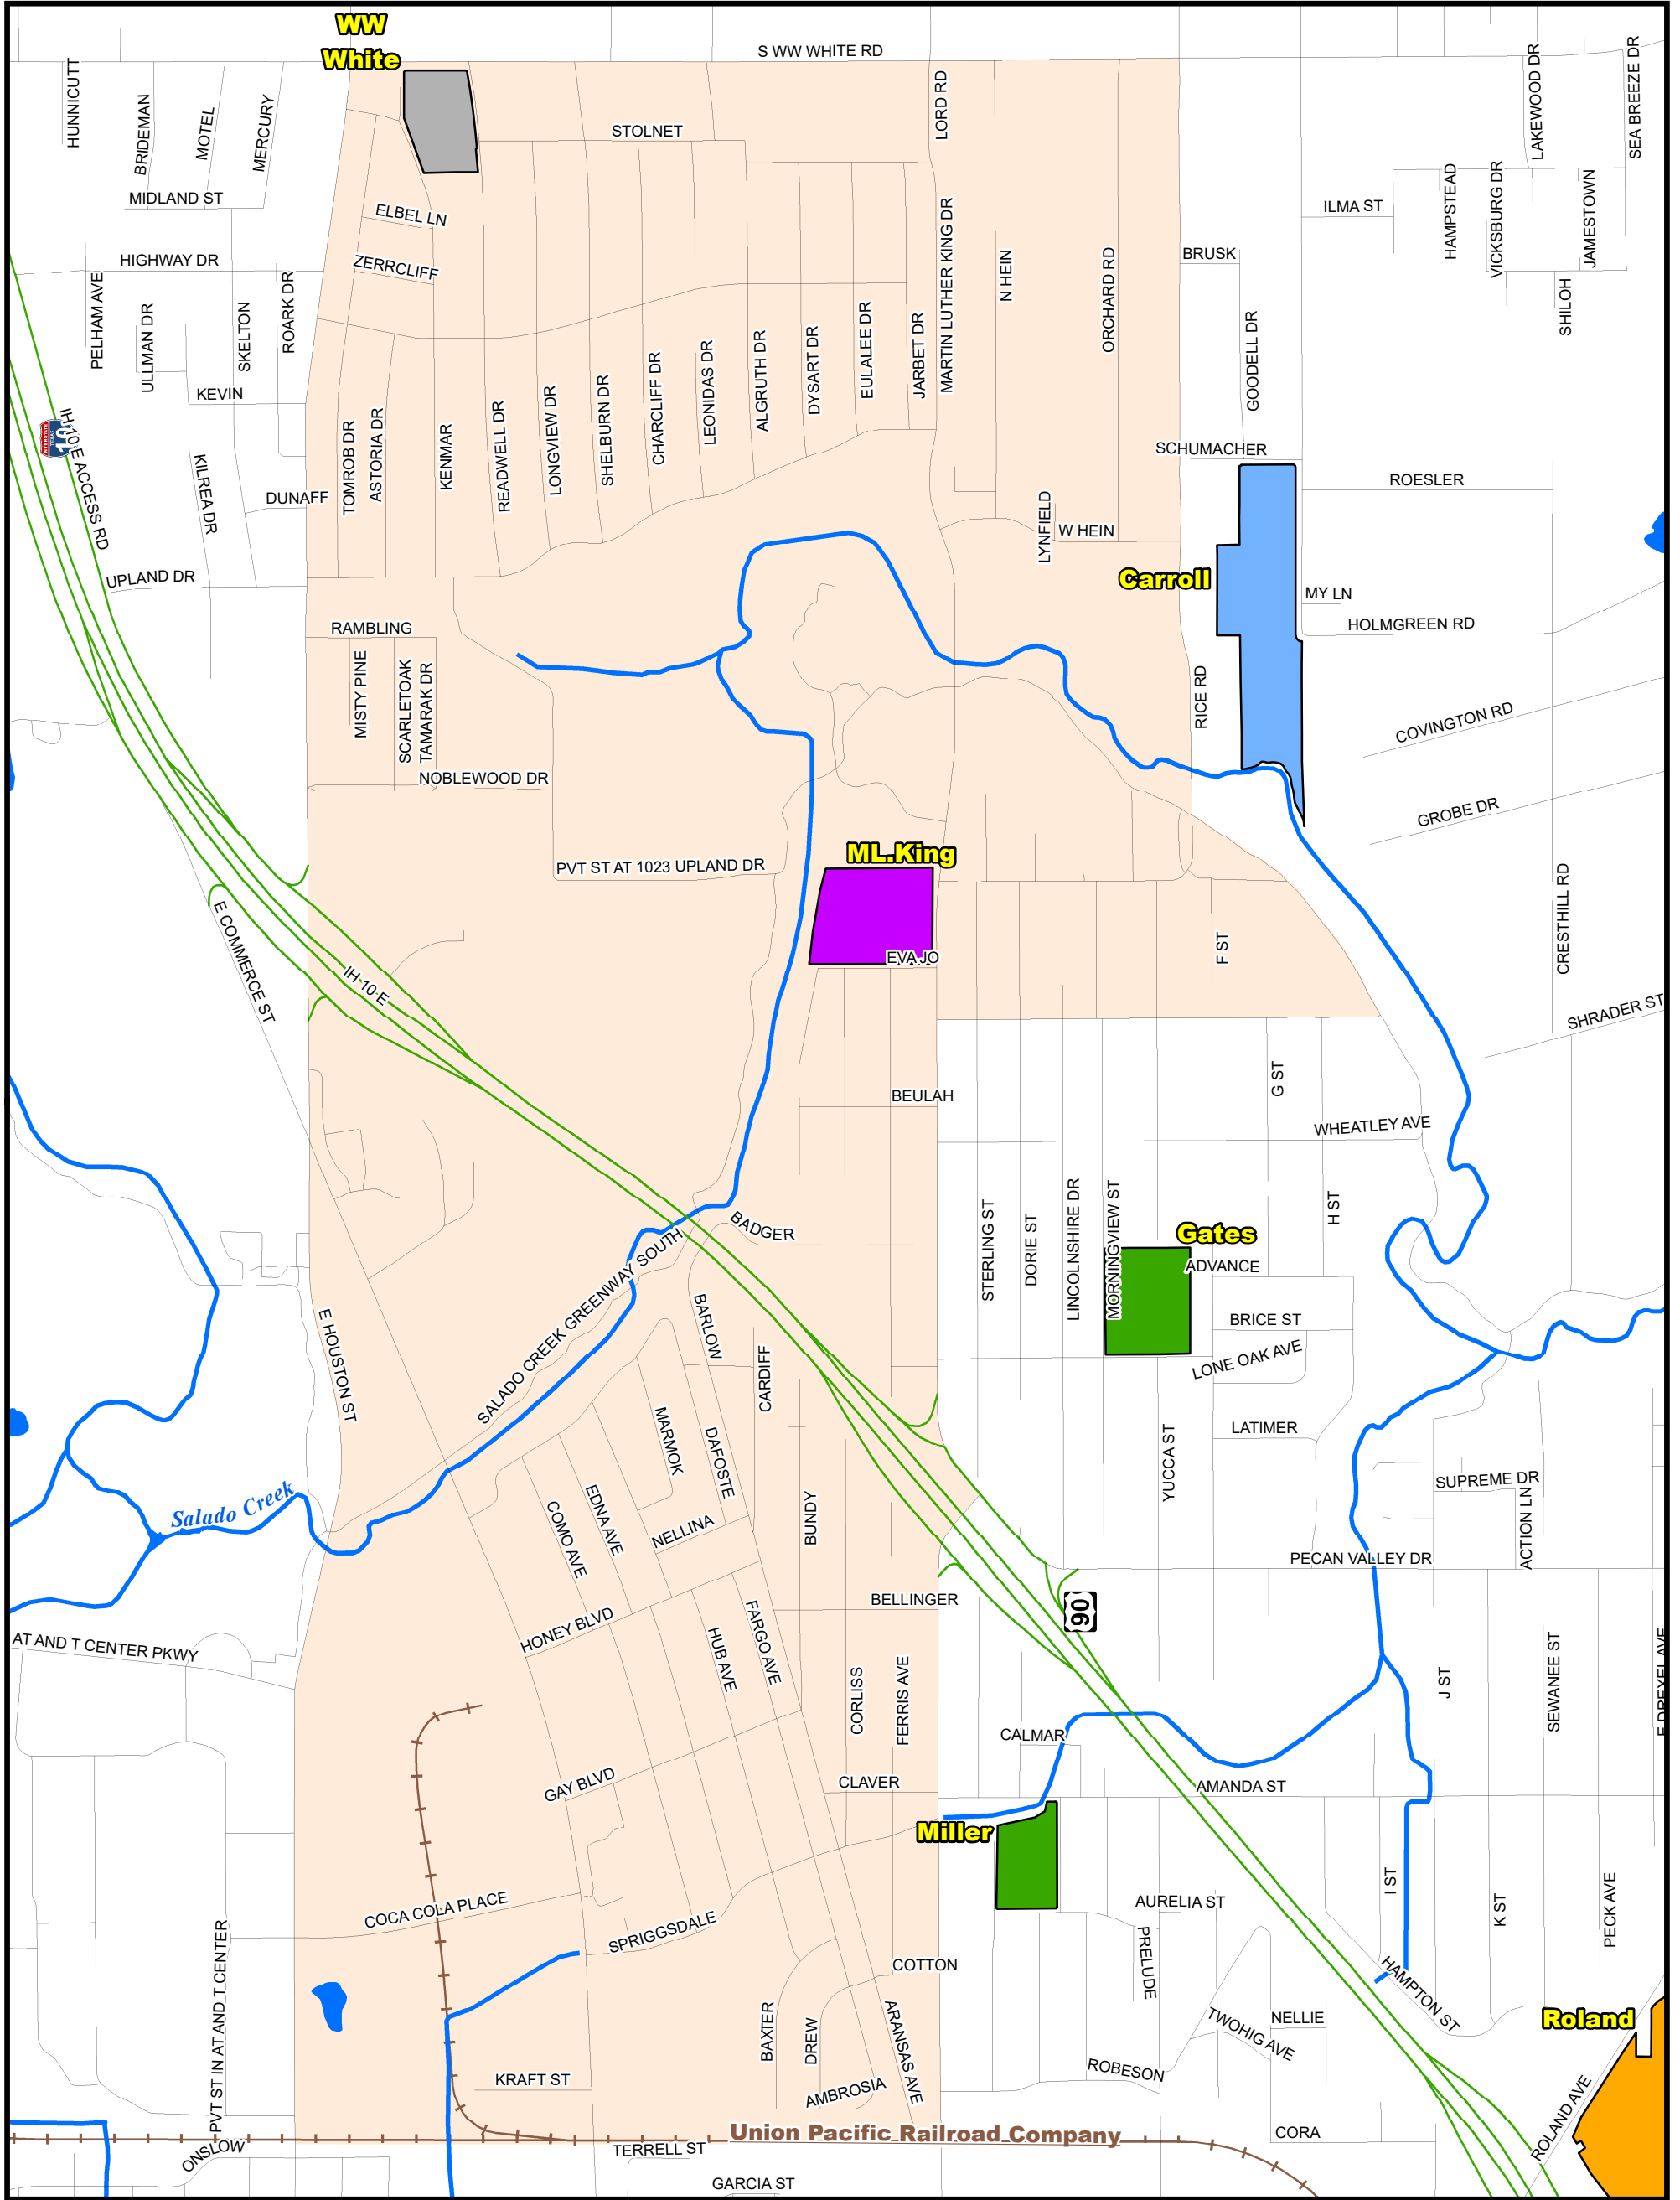 WW
White
S WW WHITE RD
HUNNICUTT
BRIDEMAN
MOTEL
MERCURY
STOLNET
LORD RD
LAKEWOOD DR
SEA BREEZE DR
MIDLAND ST
ELBEL LN
ILMA ST
HAMPSTEAD
VICKSBURG DR
JAMESTOWN
HIGHWAY DR
ZERRCLIFF
MARTIN LUTHER KING DR
N HEIN
ORCHARD RD
BRUSK
PELHAM AVE
ULLMAN DR
SKELTON
ROARK DR
SHILOH
GOODELL DR
KEVIN
TOMROB DR
ASTORIA DR
KENMAR
READWELL DR
LONGVIEW DR
SHELBURN DR
CHARCLIFF DR
LEONIDAS DR
ALGRUTH DR
DYSART DR
EULALEE DR
JARBET DR
INTERSTATE
TEXAS
10
IH 10 E ACCESS RD
KILREA DR
DUNAFF
SCHUMACHER
ROESLER
LYNFIELD
W HEIN
UPLAND DR
Carroll
MY LN
HOLMGREEN RD
RAMBLING
MISTY PINE
SCARLETOAK
TAMARAK DR
RICE RD
COVINGTON RD
NOBLEWOOD DR
GROBE DR
ML.King
PVT ST AT 1023 UPLAND DR
EVA JO
F ST
CRESTHILL RD
E COMMERCE ST
IH 10 E
SHRADER ST
BEULAH
G ST
WHEATLEY AVE
STERLING ST
DORIE ST
LINCOLNSHIRE DR
MORNINGVIEW ST
H ST
BADGER
Gates
ADVANCE
SALADO CREEK GREENWAY SOUTH
BARLOW
E HOUSTON ST
BRICE ST
CARDIFF
LONE OAK AVE
MARMOK
DAFOSTE
LATIMER
YUCCA ST
SUPREME DR
Salado Creek
COMO AVE
EDNA AVE
NELLINA
BUNDY
ACTION LN
PECAN VALLEY DR
BELLINGER
90
HONEY BLVD
AT AND T CENTER PKWY
HUB AVE
FARGO AVE
CORLISS
FERRIS AVE
J ST
SEWANEE ST
E DREXEL AVE
CALMAR
GAY BLVD
CLAVER
AMANDA ST
Miller
COCA COLA PLACE
SPRIGGSDALE
AURELIA ST
I ST
K ST
PECK AVE
PVT ST IN AT AND T CENTER
PRELUDE
COTTON
HAMPTON ST
Roland
BAXTER
DREW
ARANSAS AVE
TWOHIG AVE
NELLIE
KRAFT ST
AMBROSIA
ROBESON
ROLAND AVE
Union Pacific Railroad Company
CORA
ONSLOW
TERRELL ST
GARCIA ST